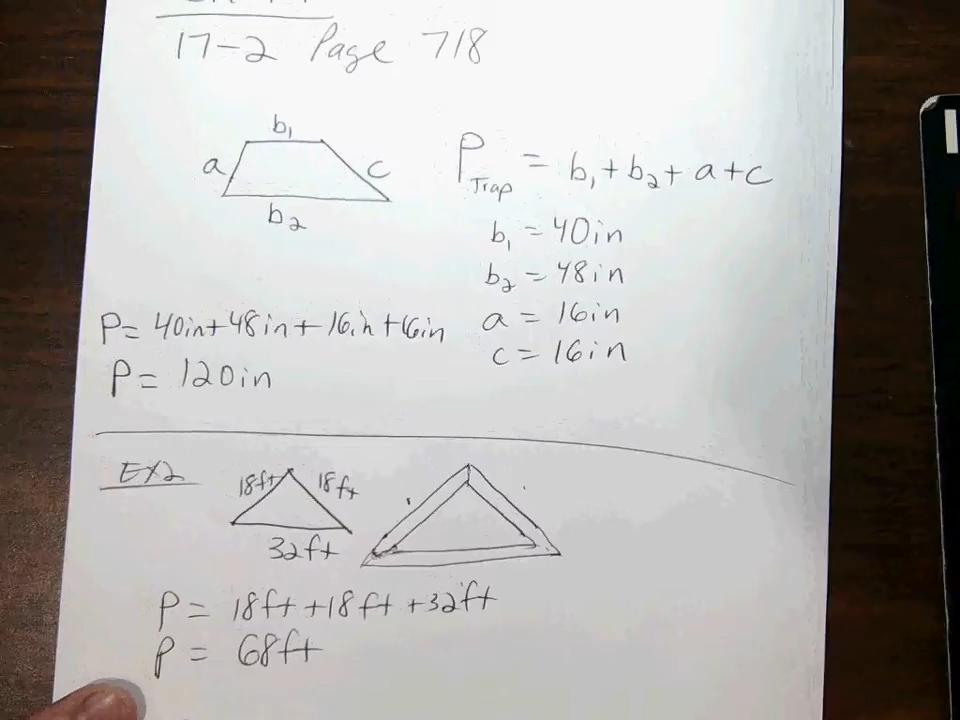 17-2 Page 718
b₁
a
c
b₂
P Trap = b₁+b₂+a+c
b₁ = 40in
b₂ = 48in
a = 16in
c = 16in
P= 40in+48in+16in+16in
P= 120in
EX2
18ft
18ft
32ft
P= 18ft+18ft+32ft
P= 68ft